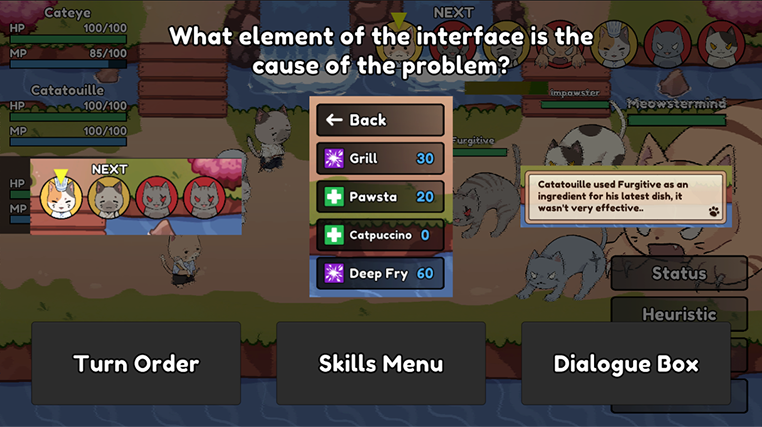 Cateye
HP 100/100
MP 85/100
NEXT
What element of the interface is the
cause of the problem?
Catatouille
HP 100/100
MP 100/100
impawster
Meowstermind
Furgitive
← Back
Grill 30
Pawsta 20
Catpuccino 0
Deep Fry 60
HP
MP
NEXT
Catatouille used Furgitive as an
ingredient for his latest dish, it
wasn't very effective..
Status
Heuristic
Turn Order
Skills Menu
Dialogue Box